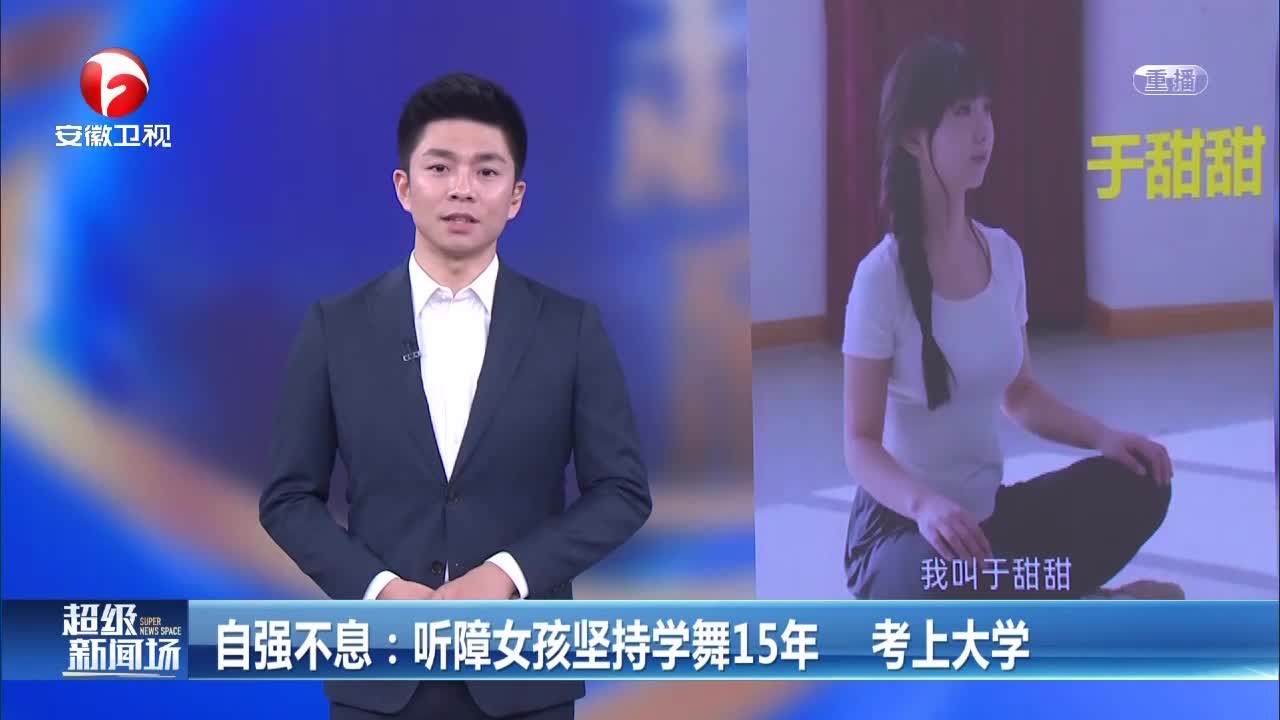 安徽卫视
重播
于甜甜
我叫于甜甜
超级
新闻场
SUPER
NEWS SPACE
自强不息：听障女孩坚持学舞15年 考上大学